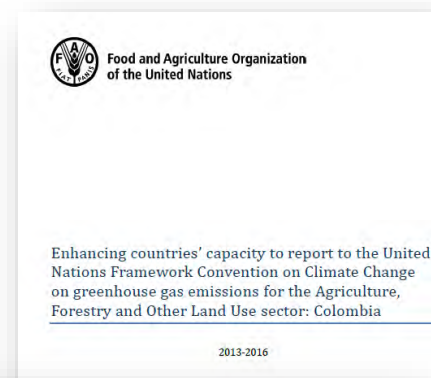 F A O
FIAT PANIS
Food and Agriculture Organization
of the United Nations
Enhancing countries' capacity to report to the United
Nations Framework Convention on Climate Change
on greenhouse gas emissions for the Agriculture,
Forestry and Other Land Use sector: Colombia
2013-2016